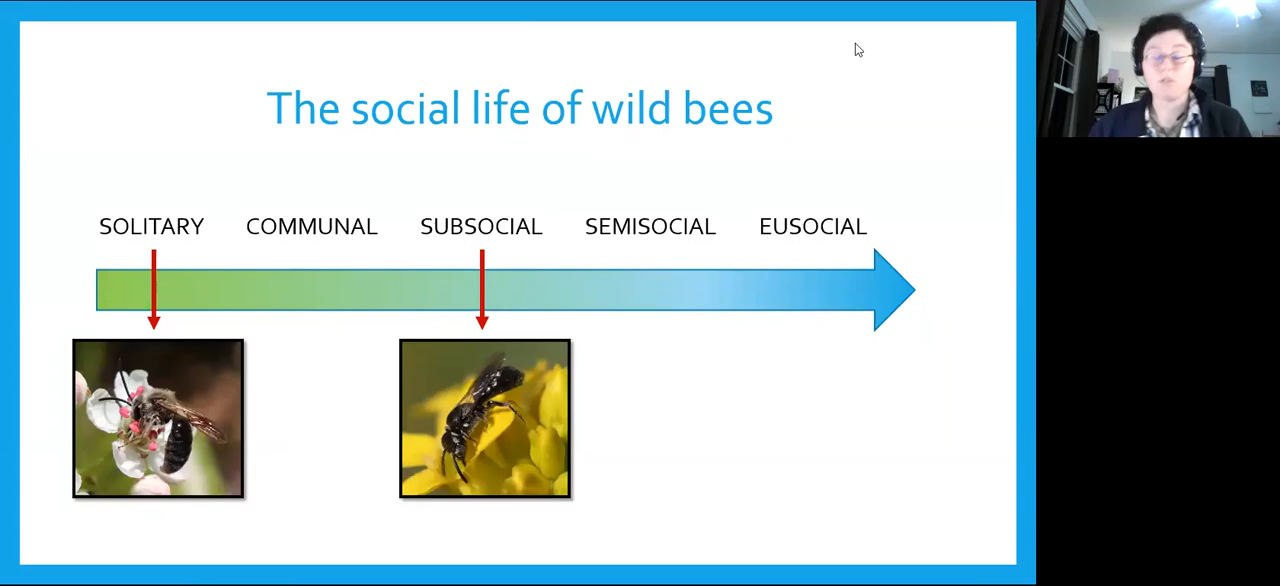 The social life of wild bees
SOLITARY COMMUNAL SUBSOCIAL SEMISOCIAL EUSOCIAL